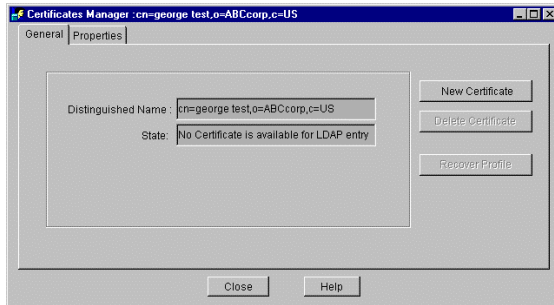 Certificates Manager :cn=george test,o=ABCcorp,c=US
General Properties
New Certificate
Distinguished Name : cn=george test,o=ABCcorp,c=US
Delete Certificate
State: No Certificate is available for LDAP entry
Recover Profile
Close Help